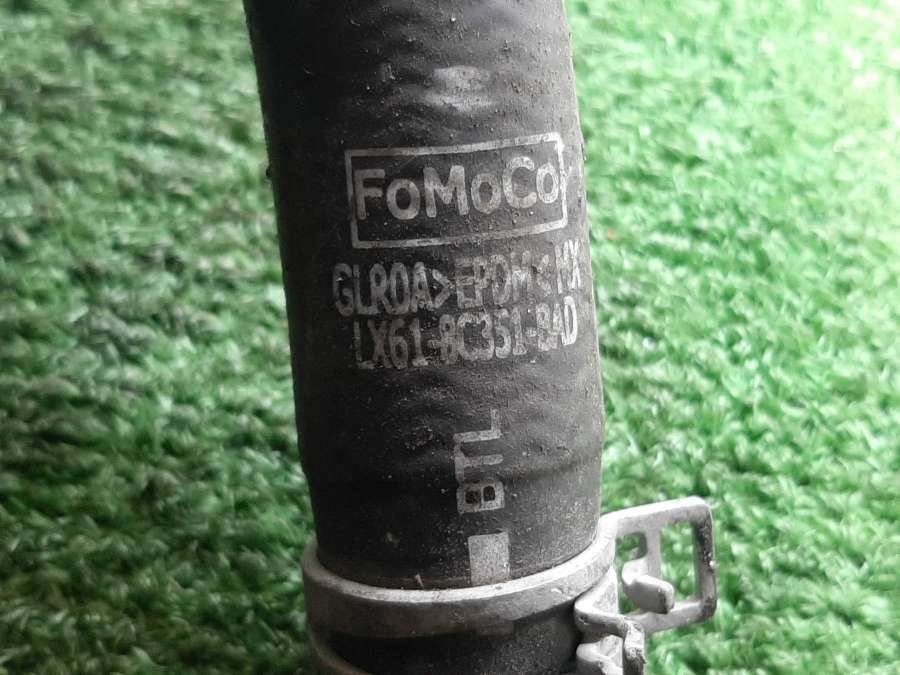 FoMoCo
GLROA>EPDM<MX
LX61-8C351-BAD
BTL